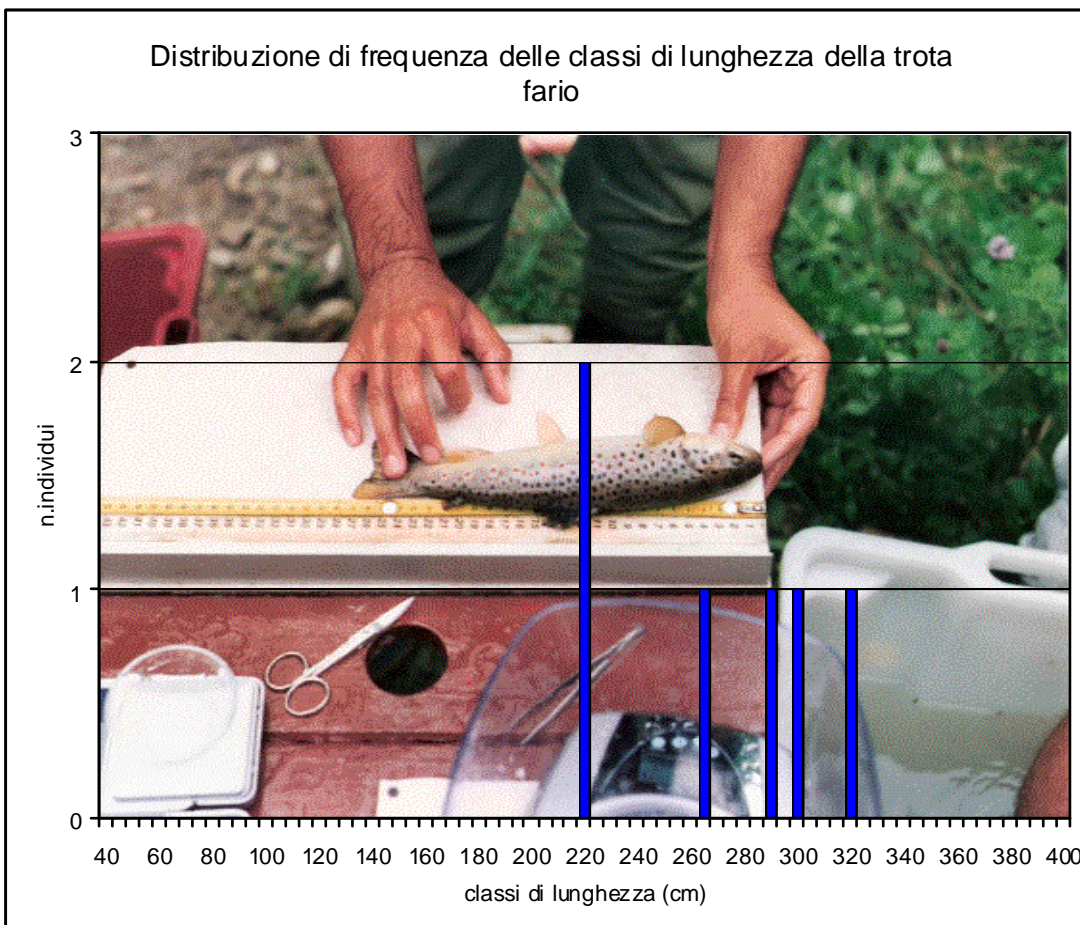 Distribuzione di frequenza delle classi di lunghezza della trota
fario
3
2
1
0
n.individui
40 60 80 100 120 140 160 180 200 220 240 260 280 300 320 340 360 380 400
classi di lunghezza (cm)